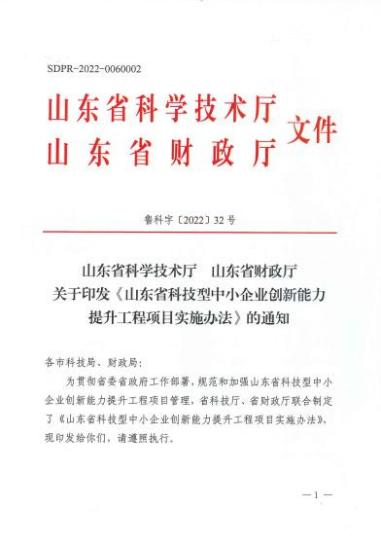 SDPR-2022-0060002
山东省科学技术厅
山东省财政厅
文件
鲁科字〔2022〕32号
山东省科学技术厅 山东省财政厅
关于印发《山东省科技型中小企业创新能力
提升工程项目实施办法》的通知
各市科技局、财政局：
为贯彻省委省政府工作部署，规范和加强山东省科技型中小
企业创新能力提升工程项目管理，省科技厅、省财政厅联合制定
了《山东省科技型中小企业创新能力提升工程项目实施办法》，
现印发给你们，请遵照执行。
— 1 —